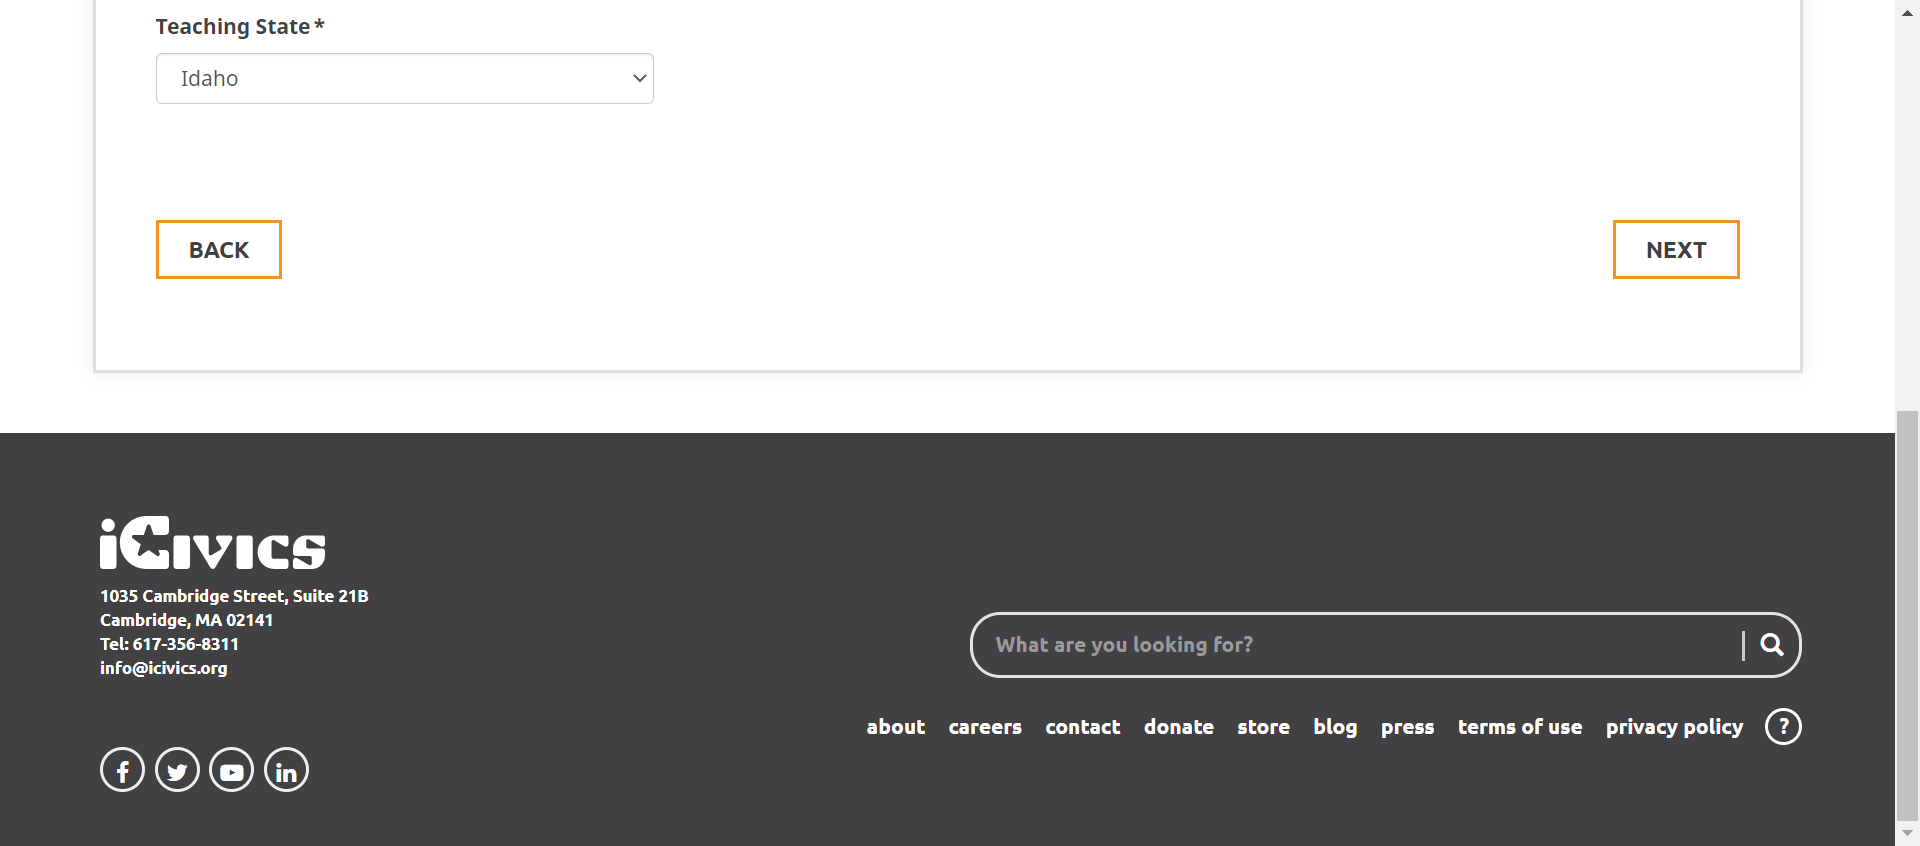 Teaching State*
Idaho
BACK
NEXT
iCivics
1035 Cambridge Street, Suite 21B
Cambridge, MA 02141
Tel: 617-356-8311
info@icivics.org
What are you looking for?
about careers contact donate store blog press terms of use privacy policy ?